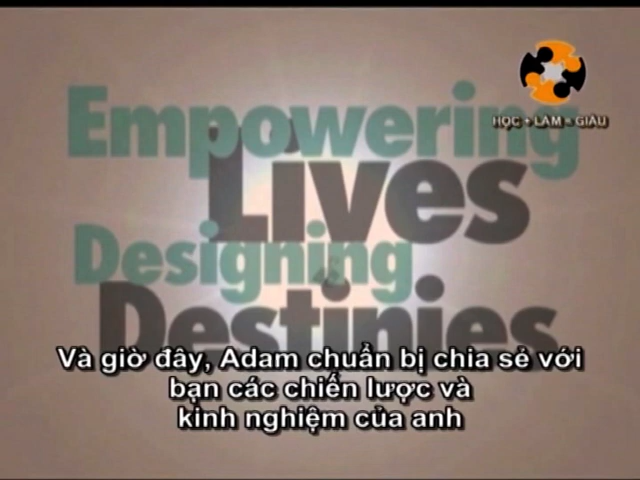 HỌC + LÀM = GIÀU
Empowering
Lives
Designing
Destinies
Và giờ đây, Adam chuẩn bị chia sẻ với
bạn các chiến lược và
kinh nghiệm của anh